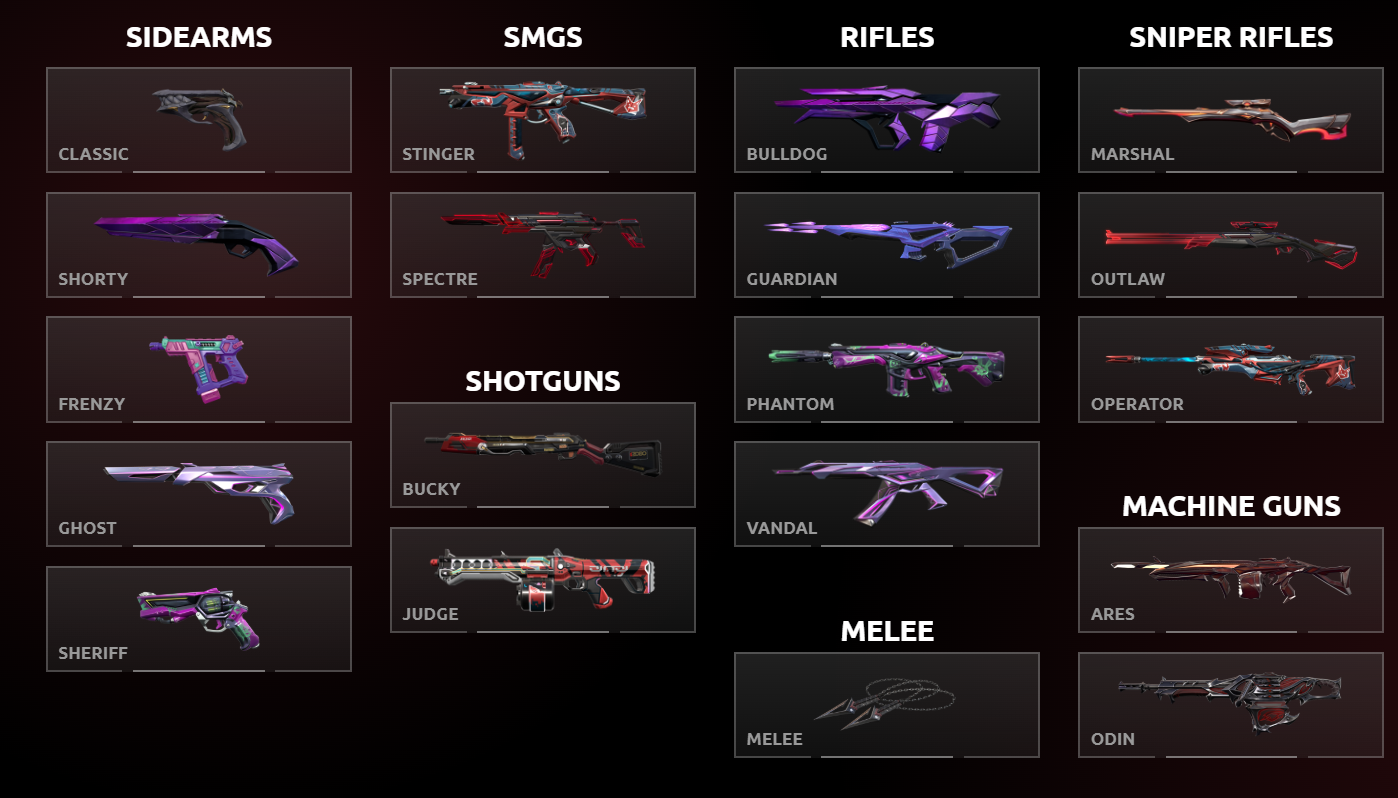 SIDEARMS
CLASSIC
SHORTY
FRENZY
GHOST
SHERIFF
SMGS
STINGER
SPECTRE
SHOTGUNS
BUCKY
JUDGE
RIFLES
BULLDOG
GUARDIAN
PHANTOM
VANDAL
MELEE
MELEE
SNIPER RIFLES
MARSHAL
OUTLAW
OPERATOR
MACHINE GUNS
ARES
ODIN